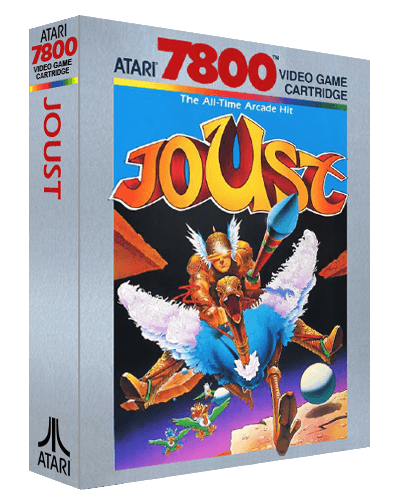 ATARI
7800
VIDEO GAME
CARTRIDGE
JOUST
ATARI
ATARI 7800™ VIDEO GAME
CARTRIDGE
The All-Time Arcade Hit
JOUST